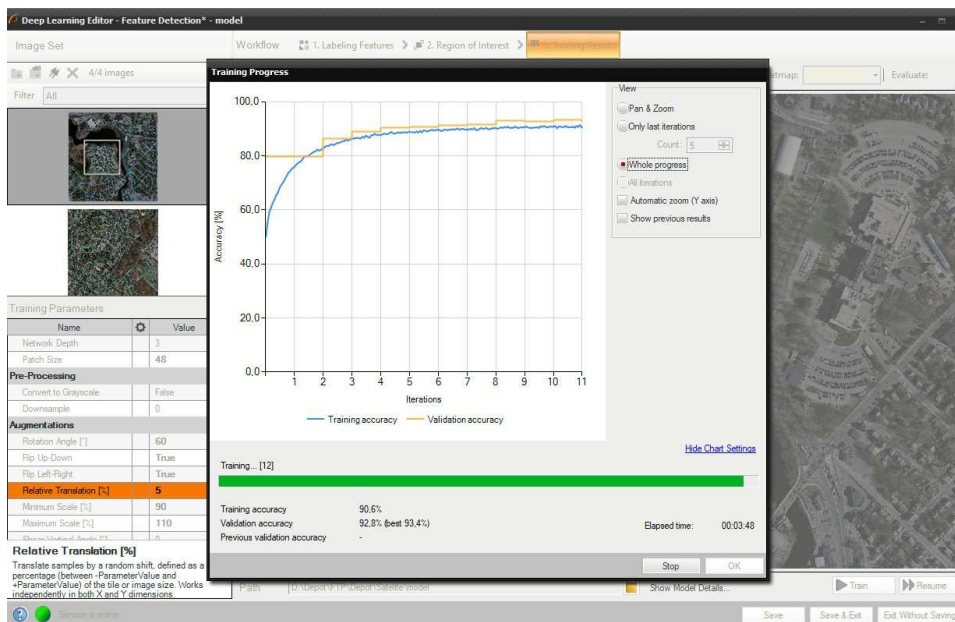 Deep Learning Editor - Feature Detection* - model
Image Set
Workflow
1. Labeling Features
2. Region of Interest
4/4 images
Filter
All
Training Progress
100,0
80,0
60,0
40,0
20,0
0,0
Accuracy [%]
1 2 3 4 5 6 7 8 9 10 11
Iterations
Training accuracy
Validation accuracy
View
Pan & Zoom
Only last iterations
Count: 5
Whole progress
All iterations
Automatic zoom (Y axis)
Show previous results
Evaluate:
Hide Chart Settings
Training... [12]
Training accuracy 90,6%
Validation accuracy 92,8% (best 93,4%)
Previous validation accuracy -
Elapsed time: 00:03:48
Stop
OK
Training Parameters
Name Value
Network Depth 3
Patch Size 48
Pre-Processing
Convert to Grayscale False
Downsample 0
Augmentations
Rotation Angle [°] 60
Flip Up-Down True
Flip Left-Right True
Relative Translation [%] 5
Minimum Scale [%] 90
Maximum Scale [%] 110
Relative Translation [%]
Translate samples by a random shift, defined as a
percentage (between -ParameterValue and
+ParameterValue) of the tile or image size. Works
independently in both X and Y dimensions.
Path
D:\Depot\FTP\Depot\Satelite\model
Show Model Details...
Train
Resume
Service is online
Save
Save & Exit
Exit Without Saving